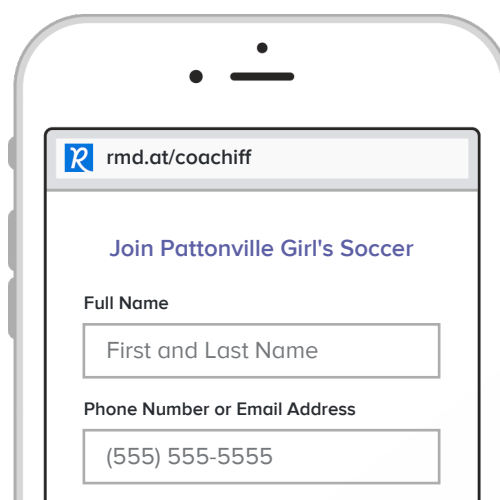 rmd.at/coachiff
Join Pattonville Girl's Soccer
Full Name
First and Last Name
Phone Number or Email Address
(555) 555-5555